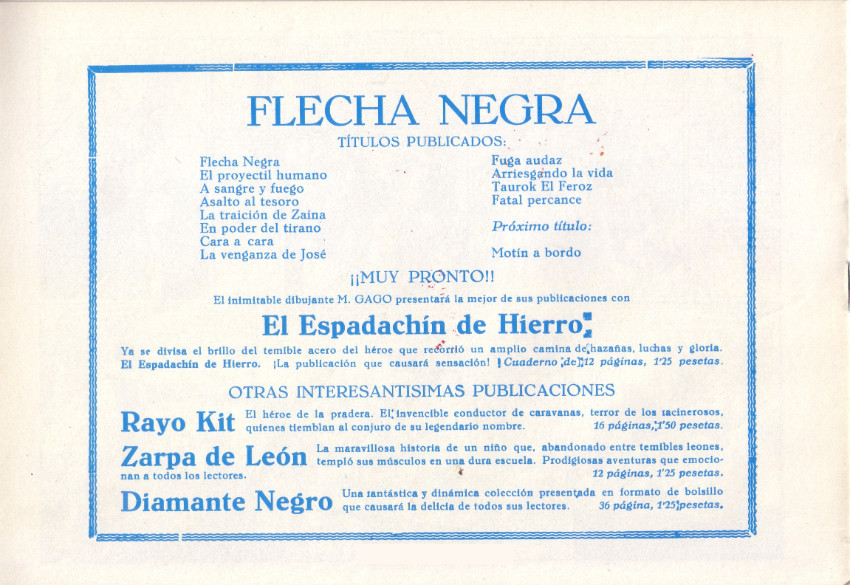 FLECHA NEGRA
TÍTULOS PUBLICADOS:
Flecha Negra
El proyectil humano
A sangre y fuego
Asalto al tesoro
La traición de Zaina
En poder del tirano
Cara a cara
La venganza de José
Fuga audaz
Arriesgando la vida
Taurok El Feroz
Fatal percance
Próximo título:
Motín a bordo
¡¡MUY PRONTO!!
El inimitable dibujante M. GAGO presentará la mejor de sus publicaciones con
El Espadachín de Hierro:
Ya se divisa el brillo del temible acero del héroe que recorrió un amplio camina de hazañas, luchas y gloria.
El Espadachín de Hierro. ¡La publicación que causará sensación! Cuaderno de 12 páginas, 1'25 pesetas.
OTRAS INTERESANTISIMAS PUBLICACIONES
Rayo Kit El héroe de la pradera. El invencible conductor de caravanas, terror de los facinerosos,
quienes tiemblan al conjuro de su legendario nombre. 16 páginas, 1'50 pesetas.
Zarpa de León La maravillosa historia de un niño que, abandonado entre temibles leones,
templó sus músculos en una dura escuela. Prodigiosas aventuras que emocio-
nan a todos los lectores. 12 páginas, 1'25 pesetas.
Diamante Negro Una fantástica y dinámica colección presentada en formato de bolsillo
que causará la delicia de todos sus lectores. 36 página, 1'25 pesetas.